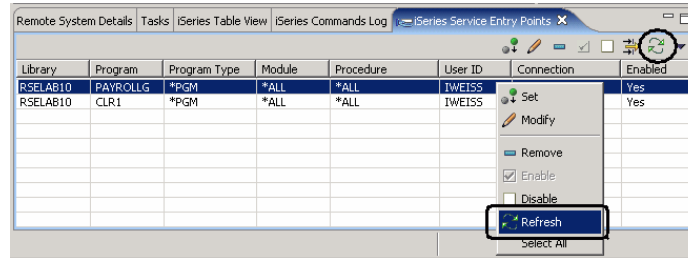 Remote System Details Tasks iSeries Table View iSeries Commands Log iSeries Service Entry Points
Library Program Program Type Module Procedure User ID Connection Enabled
RSELAB10 PAYROLLG *PGM *ALL *ALL IWEISS Yes
RSELAB10 CLR1 *PGM *ALL *ALL IWEISS Yes
Set
Modify
Remove
Enable
Disable
Refresh
Select All